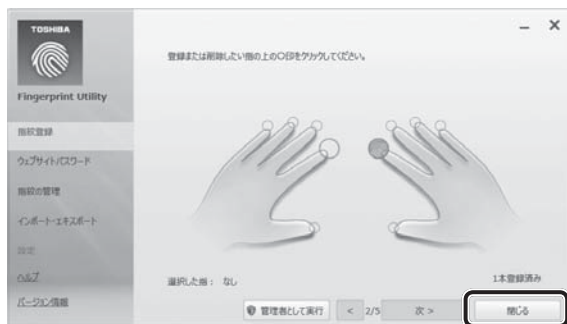 TOSHIBA
Fingerprint Utility
指紋登録
ウェブサイトパスワード
指紋の管理
インポート・エキスポート
設定
ヘルプ
バージョン情報
登録または削除したい指の上の○印をクリックしてください。
選択した指： なし
1本登録済み
管理者として実行
<
2/5
次 >
閉じる